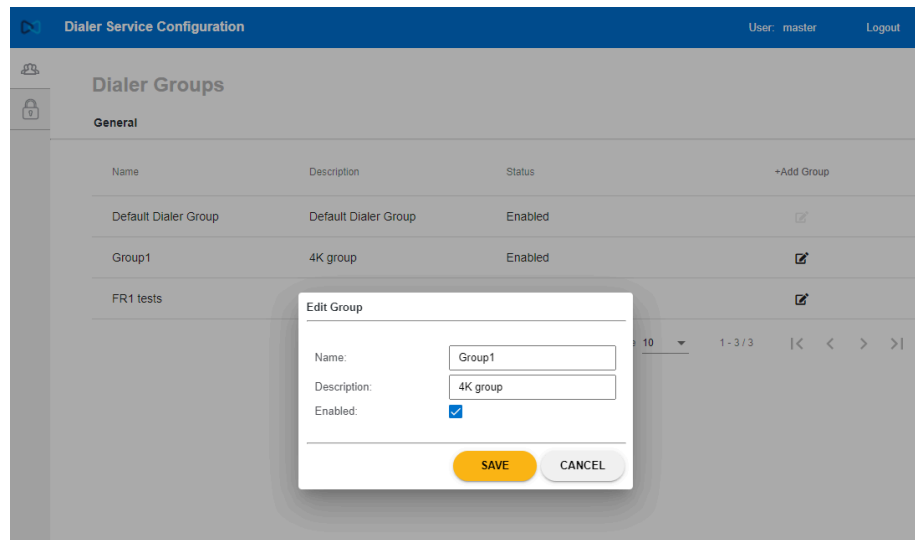 Dialer Service Configuration User: master Logout
Dialer Groups
General
Name Description Status +Add Group
Default Dialer Group Default Dialer Group Enabled
Group1 4K group Enabled
FR1 tests
10 1 - 3 / 3
Edit Group
Name: Group1
Description: 4K group
Enabled:
SAVE CANCEL